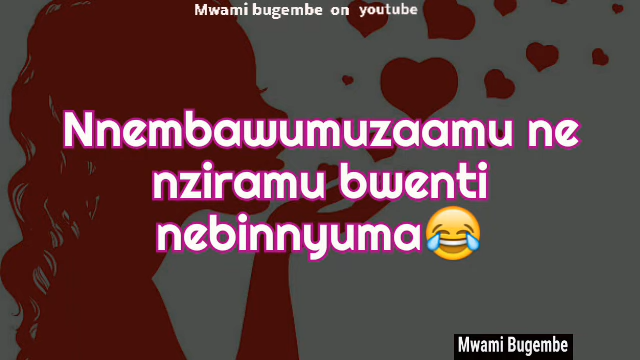 Mwami bugembe on youtube
Nnembawumuzaamu ne
nziramu bwenti
nebinnyuma😂
Mwami Bugembe